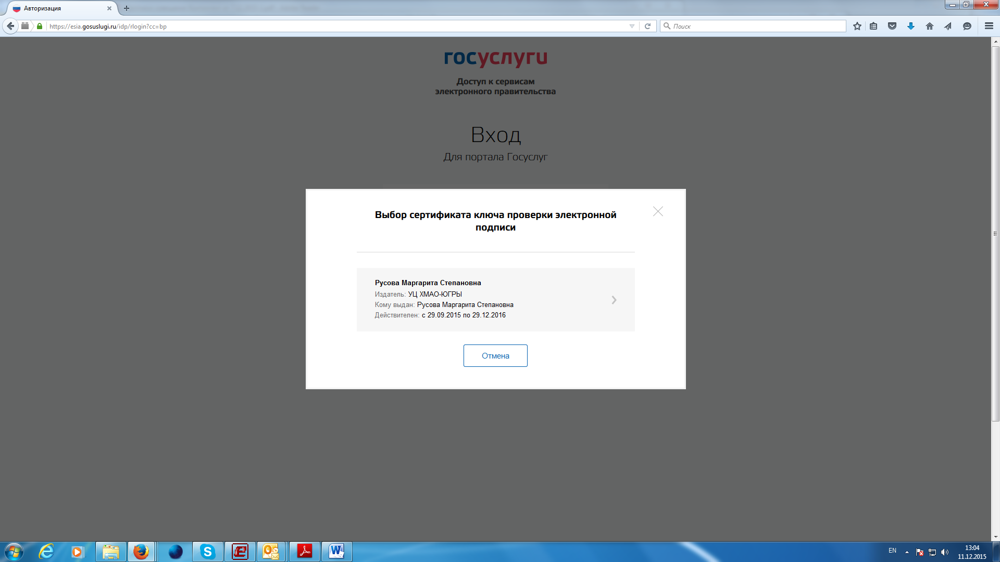 Авторизация
https://esia.gosuslugi.ru/idp/rlogin?cc=bp
Поиск
госуслуги
Доступ к сервисам
электронного правительства
Вход
Для портала Госуслуг
Выбор сертификата ключа проверки электронной
подписи
Русова Маргарита Степановна
Издатель: УЦ ХМАО-ЮГРЫ
Кому выдан: Русова Маргарита Степановна
Действителен: с 29.09.2015 по 29.12.2016
Отмена
EN
13:04
11.12.2015